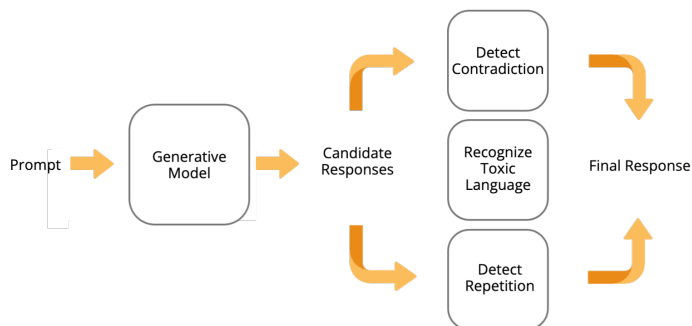 Prompt
Generative
Model
Candidate
Responses
Detect
Contradiction
Recognize
Toxic
Language
Detect
Repetition
Final Response